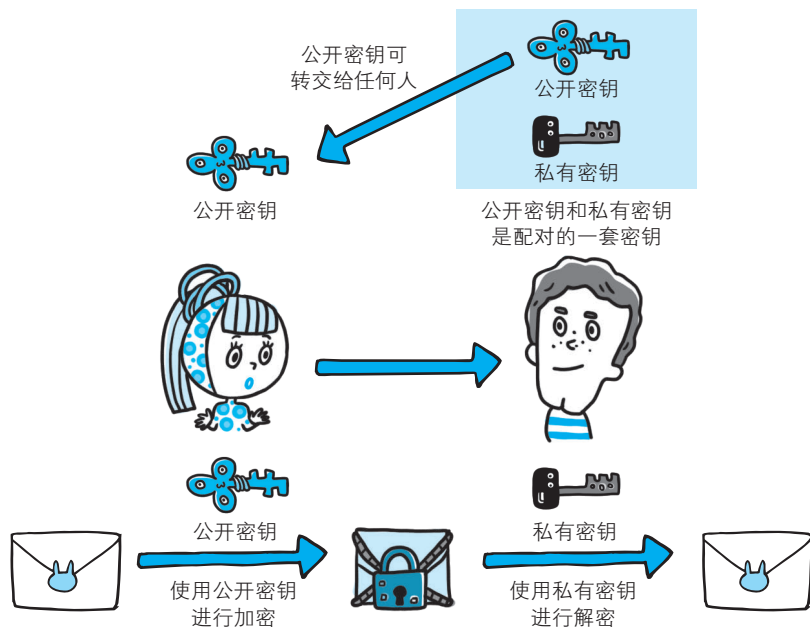 公开密钥可
转交给任何人
公开密钥
私有密钥
公开密钥
公开密钥和私有密钥
是配对的一套密钥
公开密钥
私有密钥
使用公开密钥
进行加密
使用私有密钥
进行解密